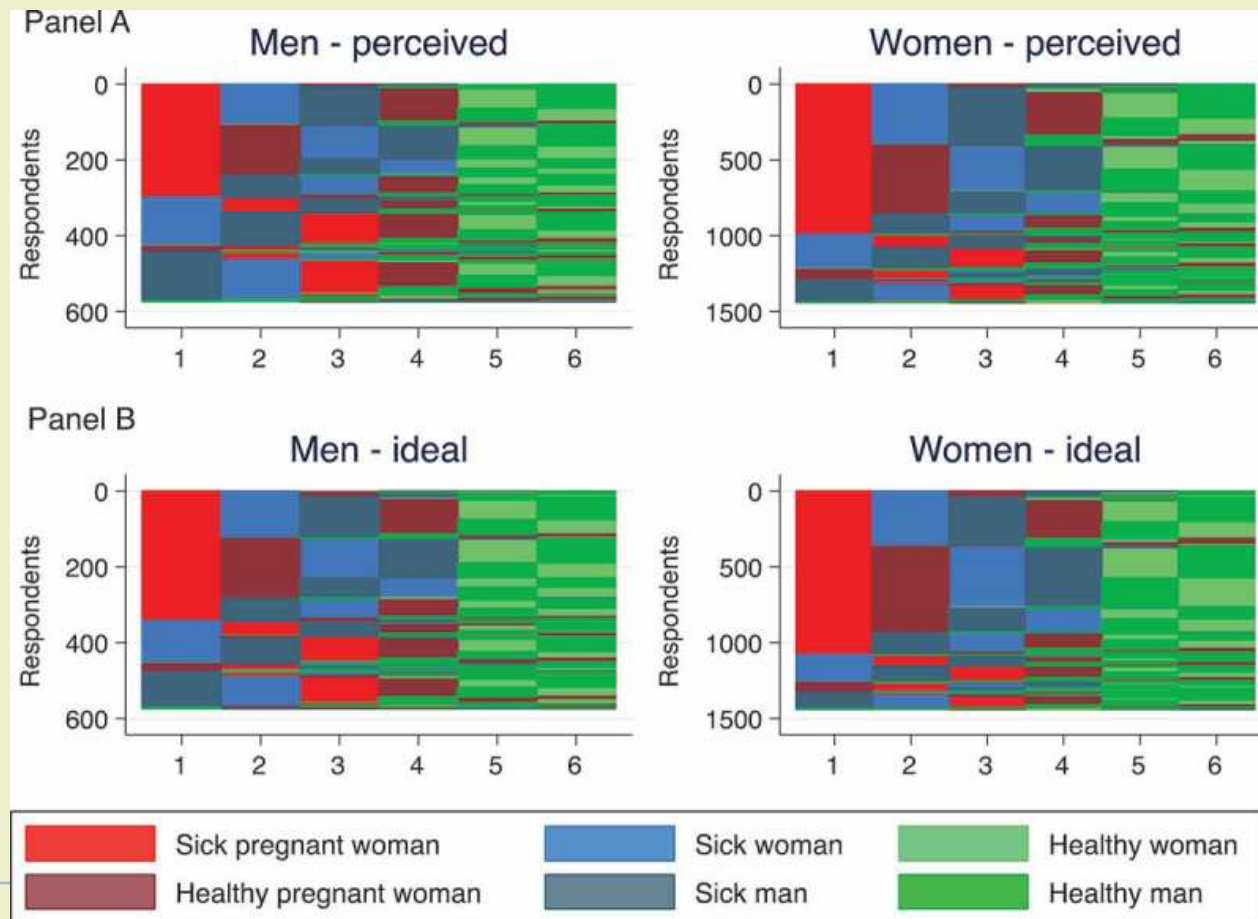 Panel A
Men - perceived
Women - perceived
Respondents
0
200
400
600
1 2 3 4 5 6
Respondents
0
500
1000
1500
1 2 3 4 5 6
Panel B
Men - ideal
Women - ideal
Respondents
0
200
400
600
1 2 3 4 5 6
Respondents
0
500
1000
1500
1 2 3 4 5 6
Sick pregnant woman
Sick woman
Healthy woman
Healthy pregnant woman
Sick man
Healthy man